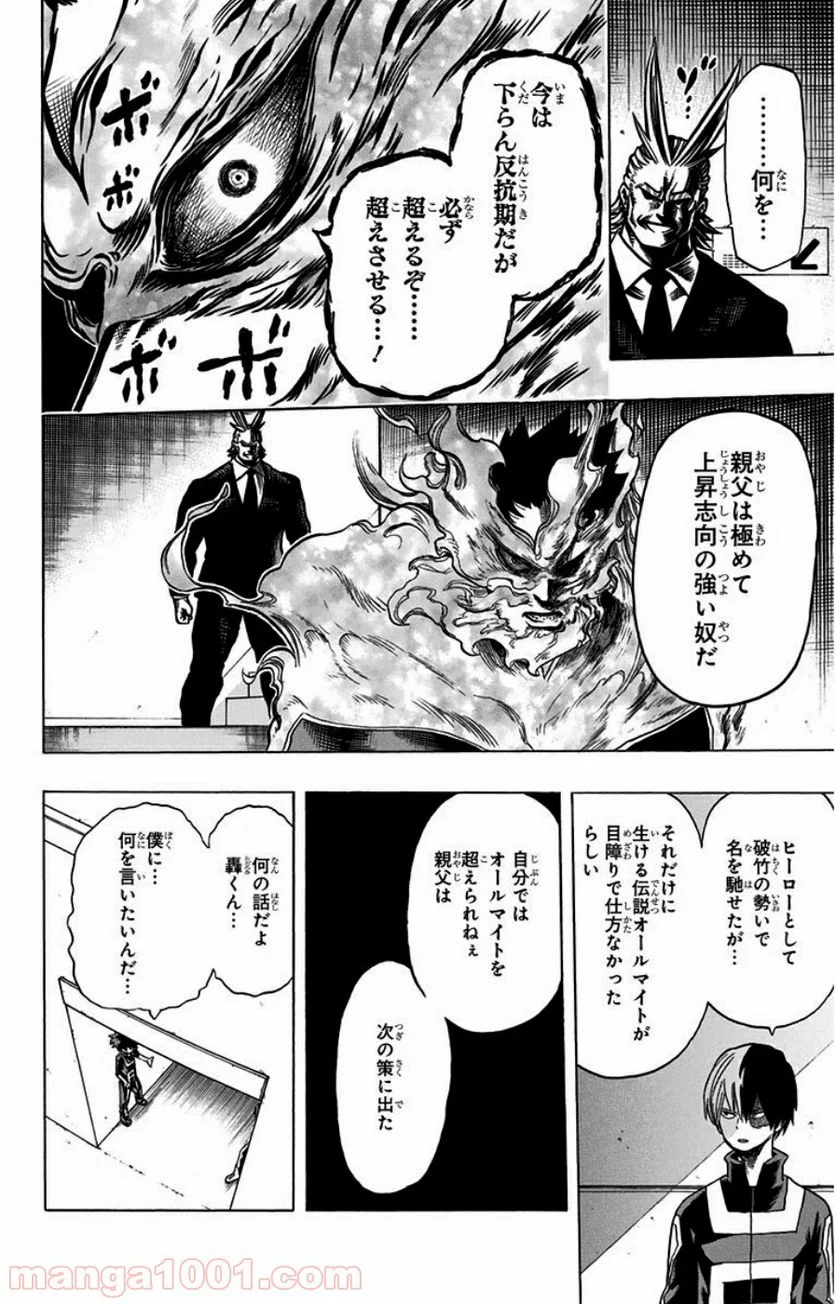 ………何を…
今は
下らん反抗期だが
必ず
超えるぞ……
超えさせる…！
ボボ
ボボ
親父は極めて
上昇志向の強い奴だ
ヒーローとして
破竹の勢いで
名を馳せたが…
それだけに
生ける伝説オールマイトが
目障りで仕方なかった
らしい
自分では
オールマイトを
超えられねぇ
親父は
次の策に出た
何の話だよ
轟くん…
僕に…
何を言いたいんだ…
manga1001.com